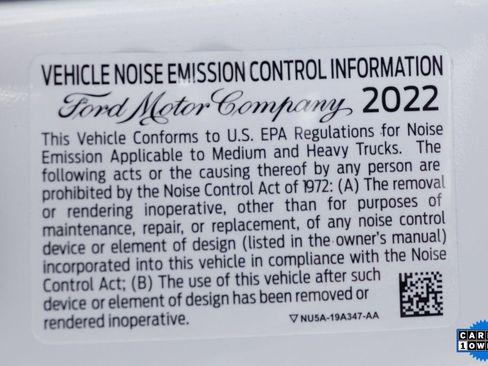 VEHICLE NOISE EMISSION CONTROL INFORMATION
Ford Motor Company 2022
This Vehicle Conforms to U.S. EPA Regulations for Noise
Emission Applicable to Medium and Heavy Trucks. The
following acts or the causing thereof by any person are
prohibited by the Noise Control Act of 1972: (A) The removal
or rendering inoperative, other than for purposes of
maintenance, repair, or replacement, of any noise control
device or element of design (listed in the owner's manual)
incorporated into this vehicle in compliance with the Noise
Control Act; (B) The use of this vehicle after such
device or element of design has been removed or
rendered inoperative.
▽ NU5A-19A347-AA